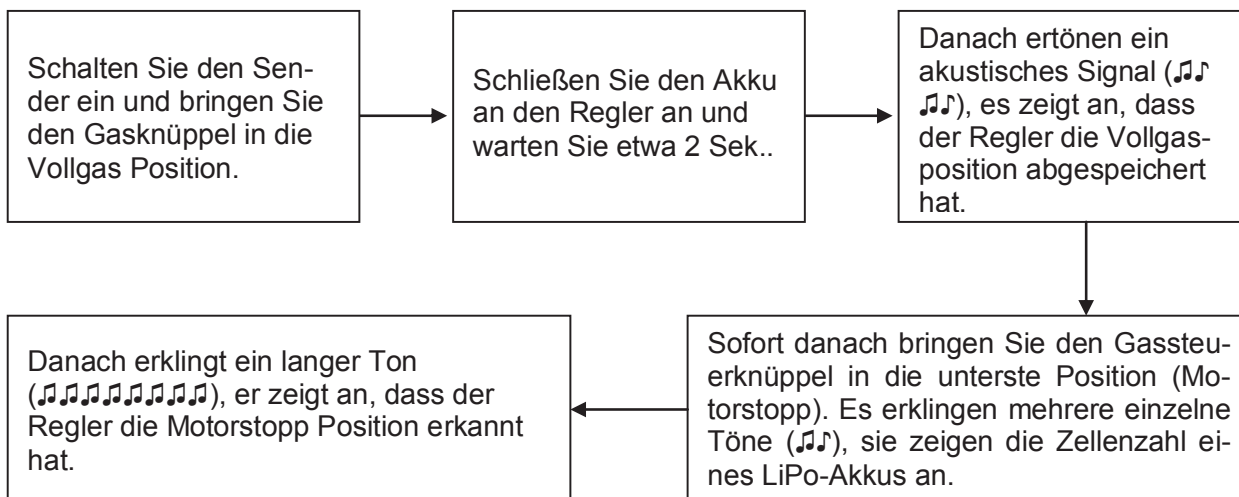 Schalten Sie den Sen-
der ein und bringen Sie
den Gasknüppel in die
Vollgas Position.
Schließen Sie den Akku
an den Regler an und
warten Sie etwa 2 Sek..
Danach ertönen ein
akustisches Signal (♫♪
♫♪), es zeigt an, dass
der Regler die Vollgas-
position abgespeichert
hat.
Sofort danach bringen Sie den Gassteu-
erknüppel in die unterste Position (Mo-
torstopp). Es erklingen mehrere einzelne
Töne (♫♪), sie zeigen die Zellenzahl ei-
nes LiPo-Akkus an.
Danach erklingt ein langer Ton
(♫♫♫♫♫♫♫♫), er zeigt an, dass der
Regler die Motorstopp Position erkannt
hat.